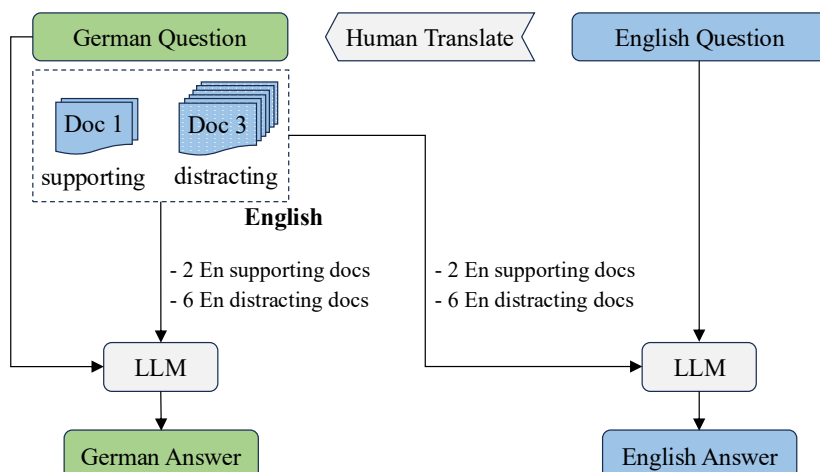 German Question
Human Translate
English Question
Doc 1
Doc 3
supporting
distracting
English
- 2 En supporting docs
- 6 En distracting docs
- 2 En supporting docs
- 6 En distracting docs
LLM
LLM
German Answer
English Answer